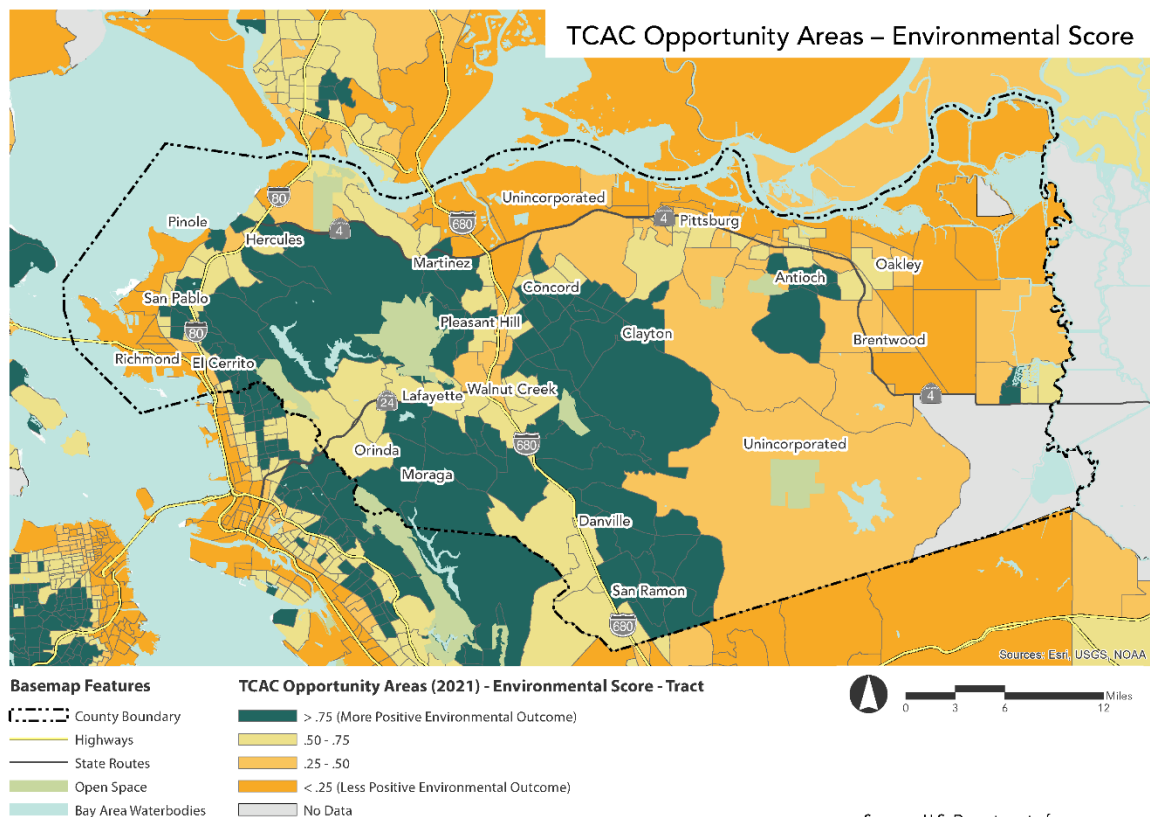 TCAC Opportunity Areas – Environmental Score
80
Pinole
Hercules
4
Unincorporated
680
4
Pittsburg
Martinez
Concord
Antioch
Oakley
San Pablo
80
Pleasant Hill
Clayton
Brentwood
Richmond
El Cerrito
Lafayette
Walnut Creek
24
4
Orinda
680
Unincorporated
Moraga
Danville
San Ramon
680
Sources: Esri, USGS, NOAA
Basemap Features
County Boundary
Highways
State Routes
Open Space
Bay Area Waterbodies
TCAC Opportunity Areas (2021) - Environmental Score - Tract
> .75 (More Positive Environmental Outcome)
.50 - .75
.25 - .50
< .25 (Less Positive Environmental Outcome)
No Data
Miles
0 3 6 12